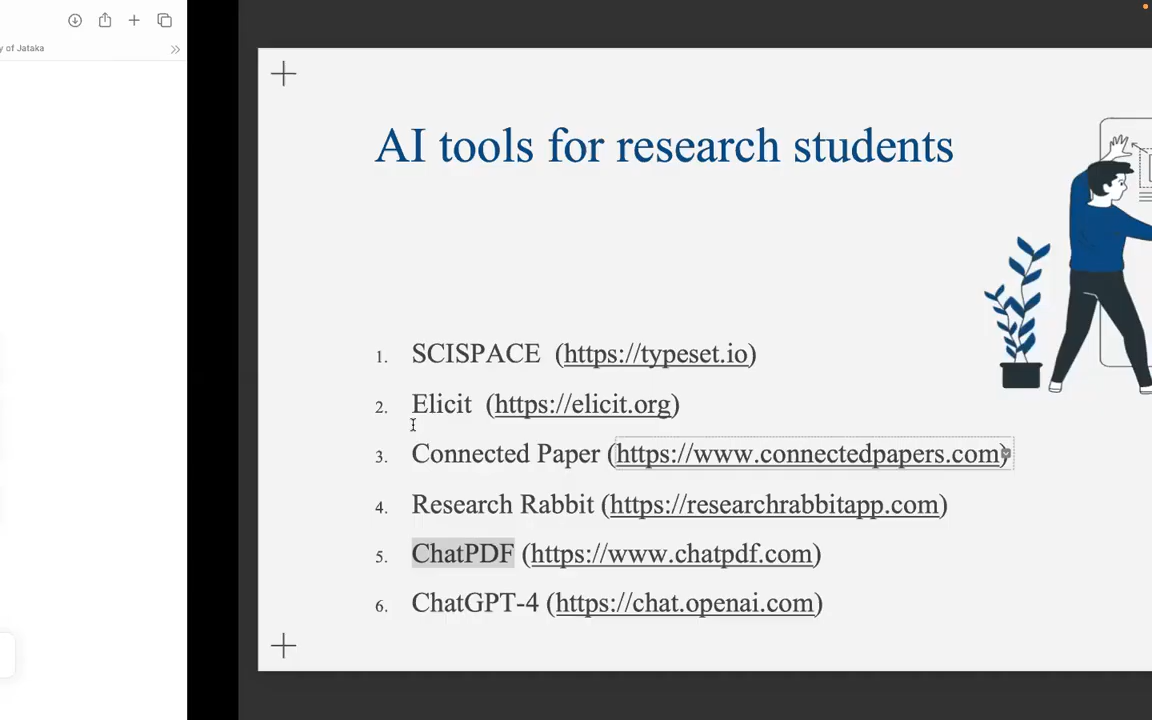 y of Jataka
AI tools for research students
1. SCISPACE (https://typeset.io)
2. Elicit (https://elicit.org)
3. Connected Paper (https://www.connectedpapers.com)
4. Research Rabbit (https://researchrabbitapp.com)
5. ChatPDF (https://www.chatpdf.com)
6. ChatGPT-4 (https://chat.openai.com)